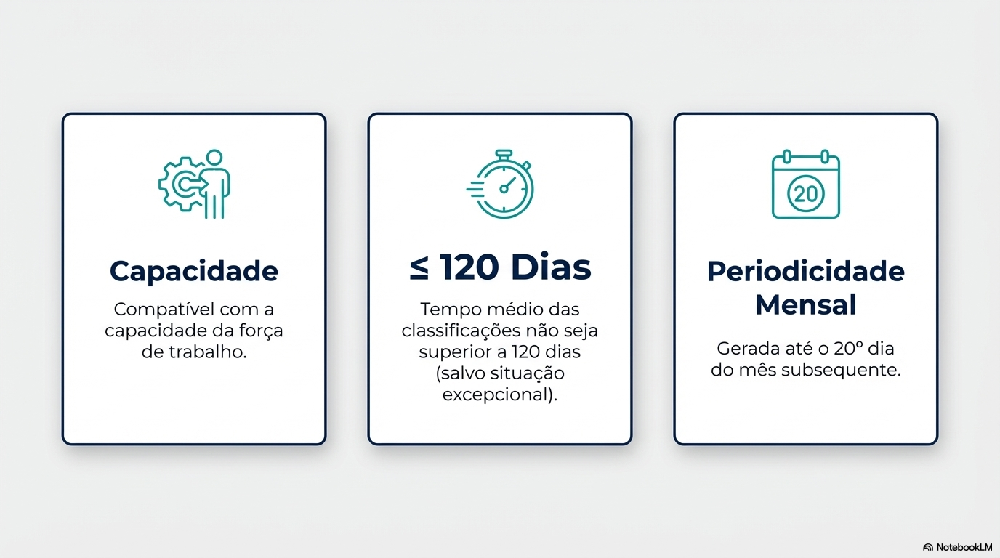 Capacidade
Compatível com a
capacidade da força
de trabalho.
≤ 120 Dias
Tempo médio das
classificações não seja
superior a 120 dias
(salvo situação
excepcional).
20
Periodicidade
Mensal
Gerada até o 20º dia
do mês subsequente.
NotebookLM